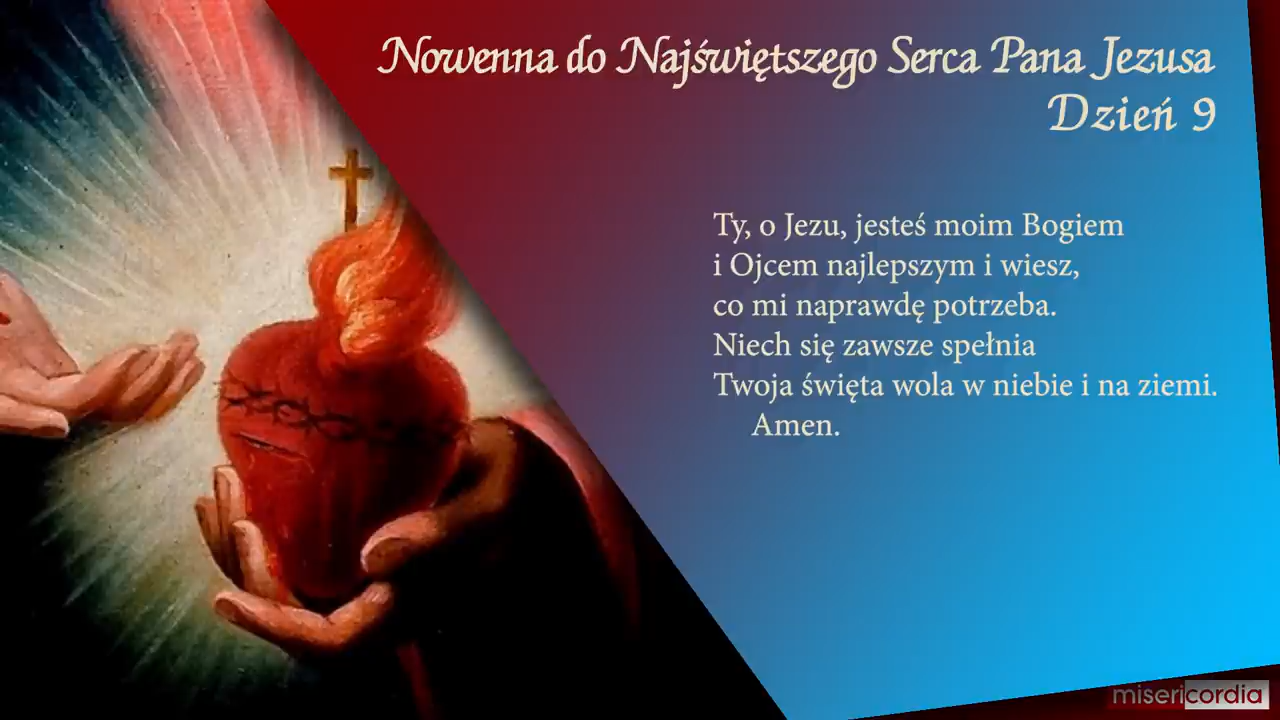 Nowenna do Najświętszego Serca Pana Jezusa
Dzień 9
Ty, o Jezu, jesteś moim Bogiem
i Ojcem najlepszym i wiesz,
co mi naprawdę potrzeba.
Niech się zawsze spełnia
Twoja święta wola w niebie i na ziemi.
Amen.
misericordia